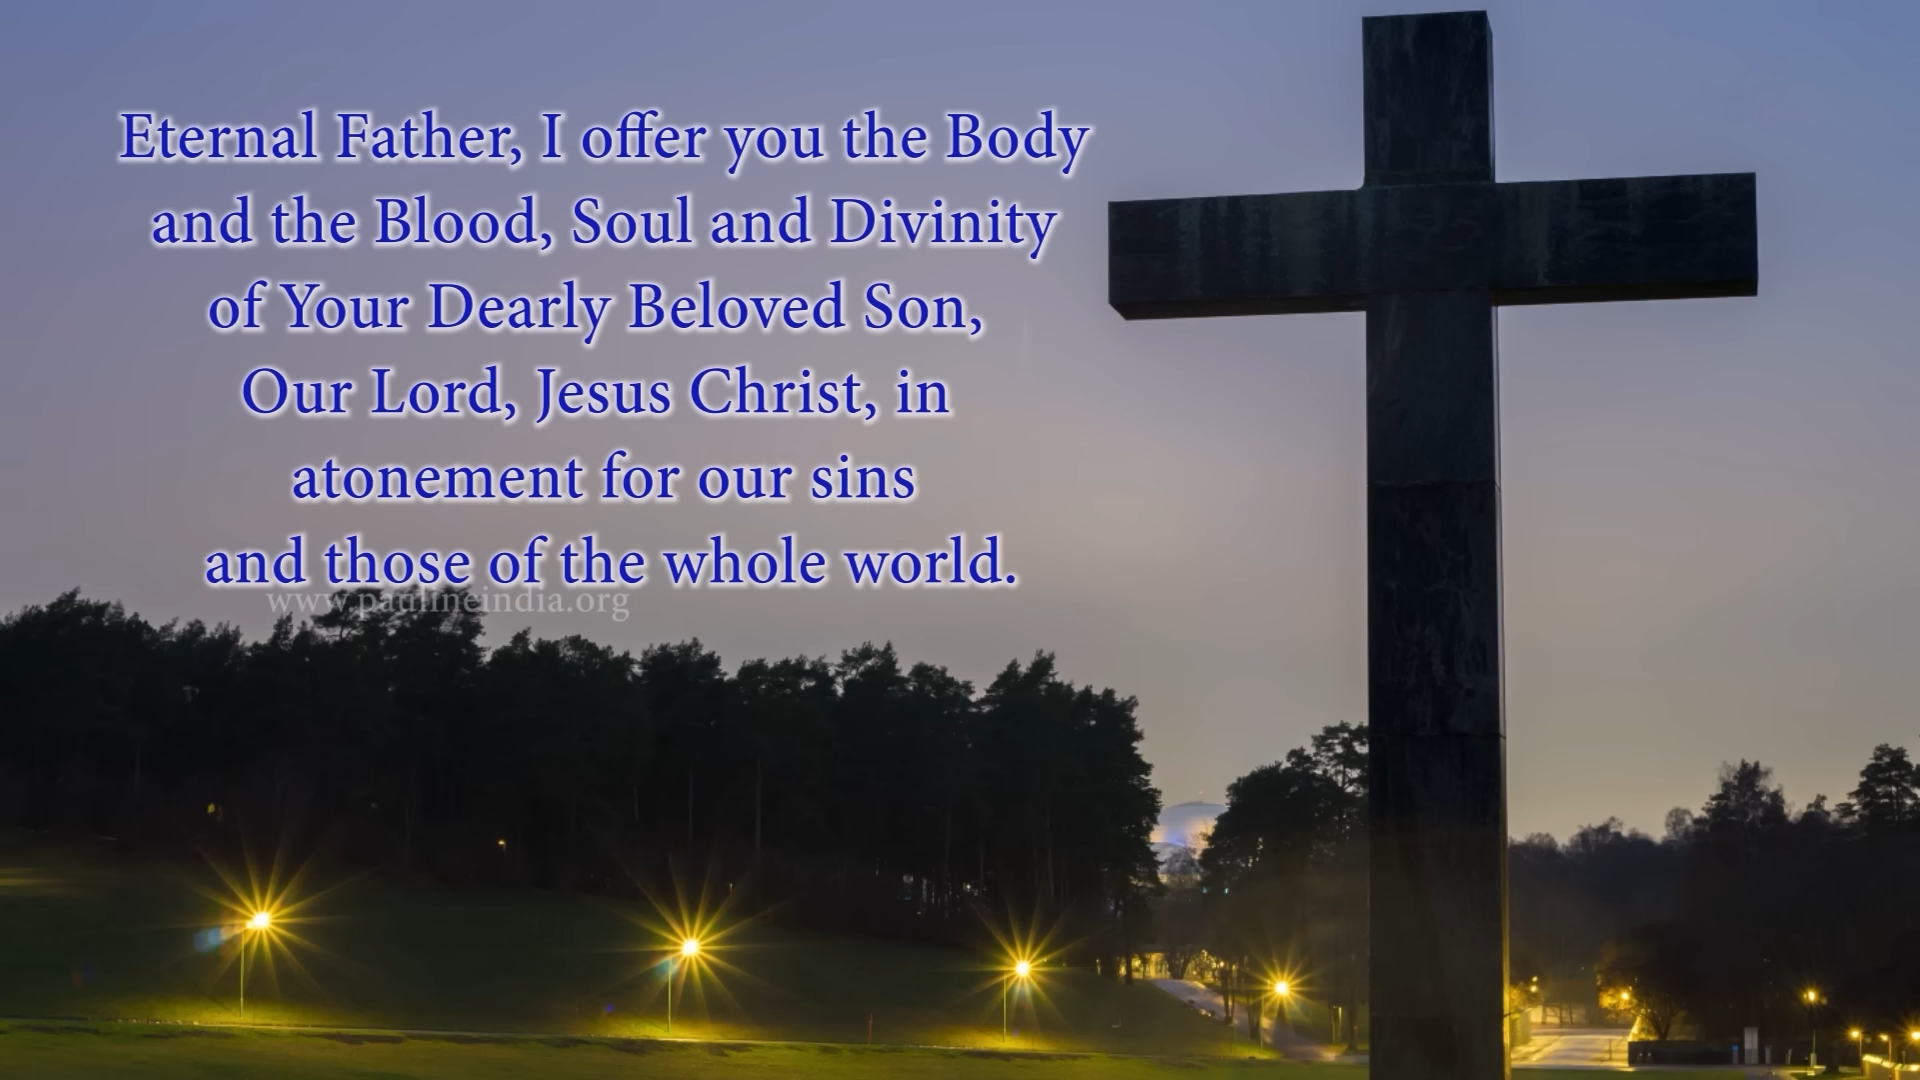 Eternal Father, I offer you the Body
and the Blood, Soul and Divinity
of Your Dearly Beloved Son,
Our Lord, Jesus Christ, in
atonement for our sins
and those of the whole world.
www.paulineindia.org